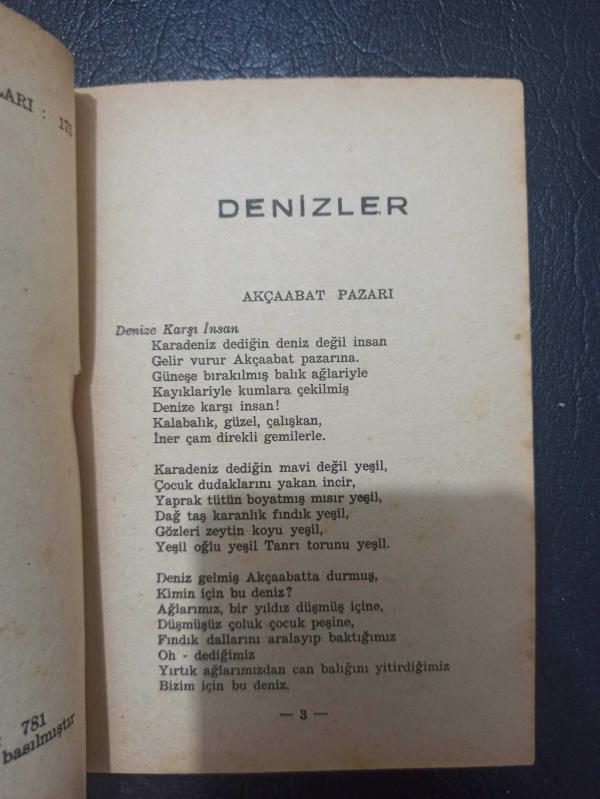 LARI : 175
DENİZLER
AKÇAABAT PAZARI
Denize Karşı İnsan
Karadeniz dediğin deniz değil insan
Gelir vurur Akçaabat pazarına.
Güneşe bırakılmış balık ağlariyle
Kayıklariyle kumlara çekilmiş
Denize karşı insan!
Kalabalık, güzel, çalışkan,
İner çam direkli gemilerle.
Karadeniz dediğin mavi değil yeşil,
Çocuk dudaklarını yakan incir,
Yaprak tütün boyatmış mısır yeşil,
Dağ taş karanlık fındık yeşil,
Gözleri zeytin koyu yeşil,
Yeşil oğlu yeşil Tanrı torunu yeşil.
Deniz gelmiş Akçaabatta durmuş,
Kimin için bu deniz?
Ağlarımız, bir yıldız düşmüş içine,
Düşmüşüz çoluk çocuk peşine,
Fındık dallarını aralayıp baktığımız
Oh - dediğimiz
Yırtık ağlarımızdan can balığını yitirdiğimiz
Bizim için bu deniz.
— 3 —
781
basılmıştır